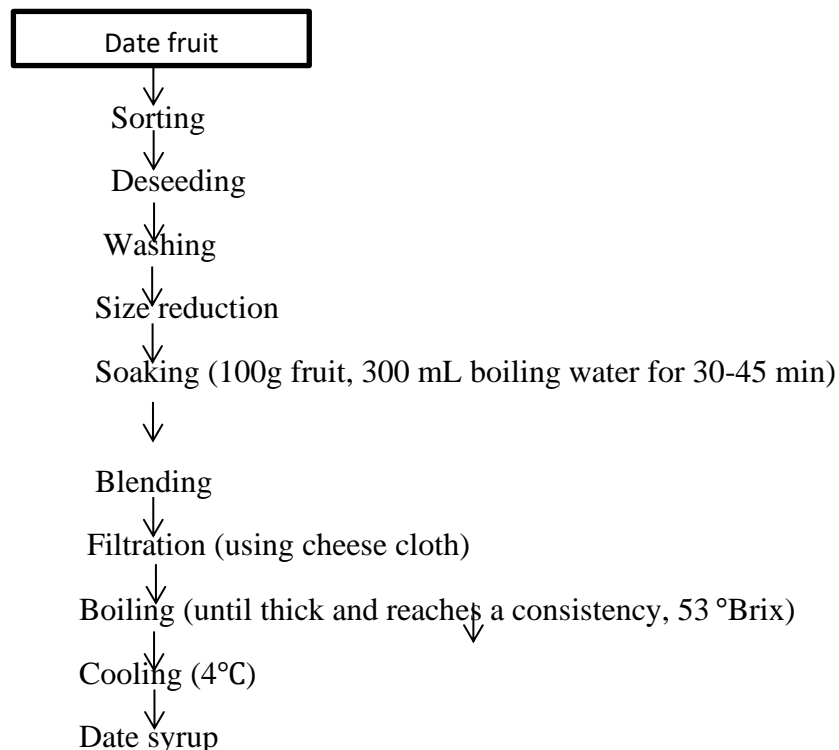 Date fruit
Sorting
Deseeding
Washing
Size reduction
Soaking (100g fruit, 300 mL boiling water for 30-45 min)
Blending
Filtration (using cheese cloth)
Boiling (until thick and reaches a consistency, 53 °Brix)
Cooling (4℃)
Date syrup